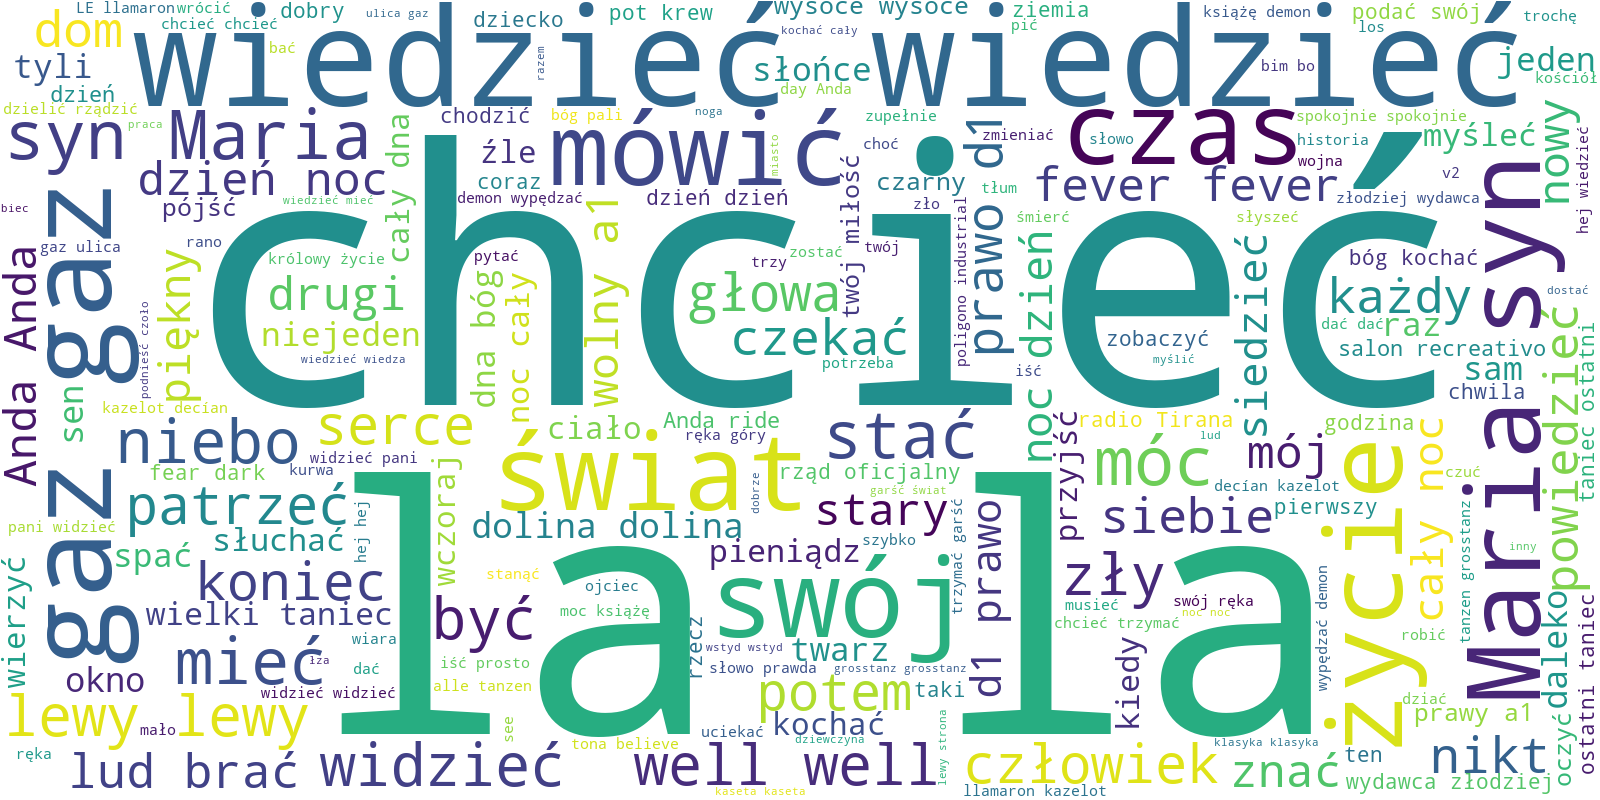 LE llamaron
wrócić
chcieć chcieć
dobry
ulica gaz
dziecko
pot krew
wysoce wysoce
kochać cały
ziemia
pić
książę demon
podać swój
los
trochę
dom
wiedzieć wiedzieć
bać
razem
tyli
dzień
słońce
day Anda
bim bo
jeden
kościół
dzielić rządzić
praca
syn
Maria
chodzić
bóg pali
noga
mówić
zupełnie
czas
zmieniać
słowo
spokojnie spokojnie
historia
wojna
myśleć
nowy
hej wiedzieć
źle
coraz
miasto
choć
czarny
tłum
prawo d1
fever fever
v2
złodziej wydawca
dzień noc
wiedzieć mieć
demon wypędzać
dzień dzień
zło
biec
pójść
cały dna
wolny a1
twój miłość
poligono industrial
śmierć
słyszeć
gaz ulica
rano
królowy życie
pytać
trzy
zostać
twój
bóg kochać
Maria syn
gaz gaz
Anda Anda
chcieć
piękny
drugi
niejeden
dna bóg
noc cały
głowa
czekać
potrzeba
iść
noc dzień
zobaczyć
myślić
siedzieć
każdy
dać dać
raz
dostać
salon recreativo
sam
chwila
powiedzieć
taniec ostatni
podnieść czoło
wiedzieć wiedza
sen
kazelot decían
niebo
serce
ciało
Anda ride
ręka góry
stać
przyjść
radio Tirana
lud
godzina
mój
móc
cały noc
czuć
fear dark
kurwa
widzieć pani
wczoraj
świat
dobrze
rząd oficjalny
garść świat
decían kazelot
pierwszy
życie
patrzeć
pani widzieć
hej hej
dolina dolina
stary
trzymać garść
siebie
tanzen grosstanz
inny
słuchać
spać
szybko
pieniądz
zły
wierzyć
koniec
stanąć
ojciec
la la
swój
d1 prawo
swój ręka
noc noc
musieć
wielki taniec
być
moc książę
chcieć trzymać
wypędzać demon
robić
daleko
ostatni taniec
wiara
rzecz
wstyd wstyd
mieć
łza
dać
iść prosto
słowo prawda
twarz
grosstanz grosstanz
kiedy
okno
widzieć widzieć
alle tanzen
potem
taki
dziać
prawy a1
lewy lewy
mało
see
uciekać
kochać
dziewczyna
lewy strona
klasyka klasyka
oczyć
ręka
tona believe
ten
nikt
lud brać
widzieć
well well
człowiek
znać
wydawca złodziej
kaseta kaseta
llamaron kazelot